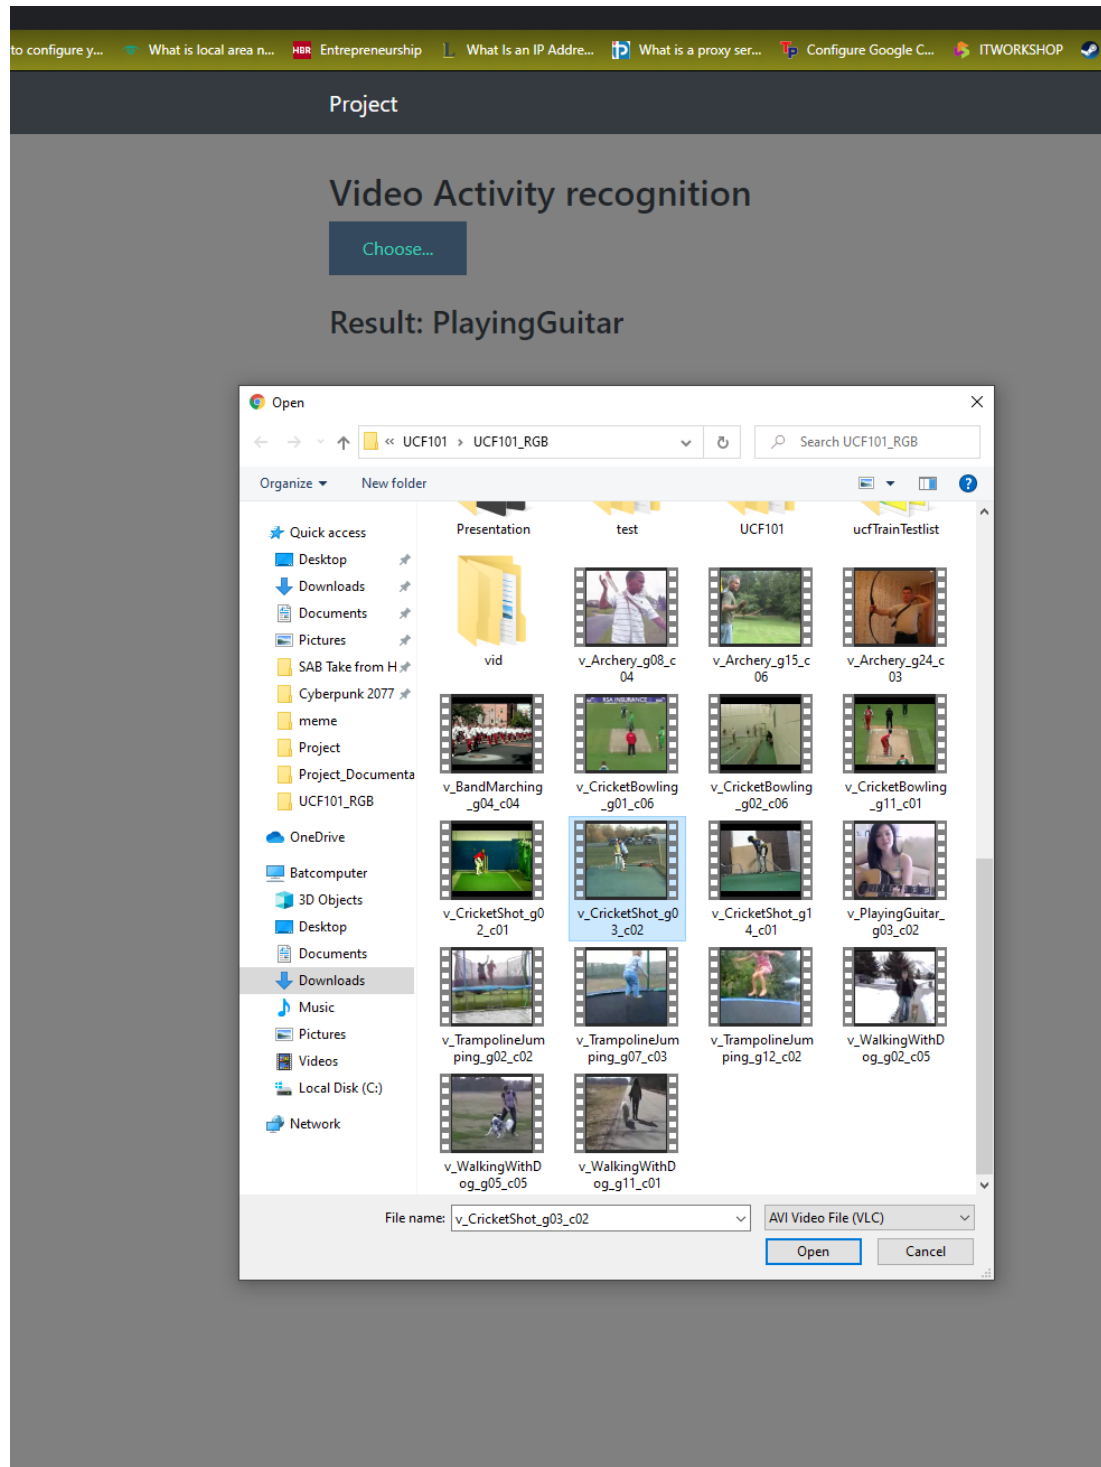 to configure y...
What is local area n...
HBR Entrepreneurship
L What Is an IP Addre...
What is a proxy ser...
TP Configure Google C...
ITWORKSHOP
Project
Video Activity recognition
Choose...
Result: PlayingGuitar
Open
« UCF101 › UCF101_RGB
Search UCF101_RGB
Organize
New folder
?
Quick access
Desktop
Downloads
Documents
Pictures
SAB Take from H
Cyberpunk 2077
meme
Project
Project_Documenta
UCF101_RGB
OneDrive
Batcomputer
3D Objects
Desktop
Documents
Downloads
Music
Pictures
Videos
Local Disk (C:)
Network
Presentation
test
UCF101
ucfTrainTestlist
vid
v_Archery_g08_c
04
v_Archery_g15_c
06
v_Archery_g24_c
03
v_BandMarching
_g04_c04
RSA INSURANCE
v_CricketBowling
_g01_c06
v_CricketBowling
_g02_c06
v_CricketBowling
_g11_c01
v_CricketShot_g0
2_c01
v_CricketShot_g0
3_c02
v_CricketShot_g1
4_c01
v_PlayingGuitar_
g03_c02
v_TrampolineJum
ping_g02_c02
v_TrampolineJum
ping_g07_c03
v_TrampolineJum
ping_g12_c02
v_WalkingWithD
og_g02_c05
v_WalkingWithD
og_g05_c05
v_WalkingWithD
og_g11_c01
File name: v_CricketShot_g03_c02
AVI Video File (VLC)
Open
Cancel